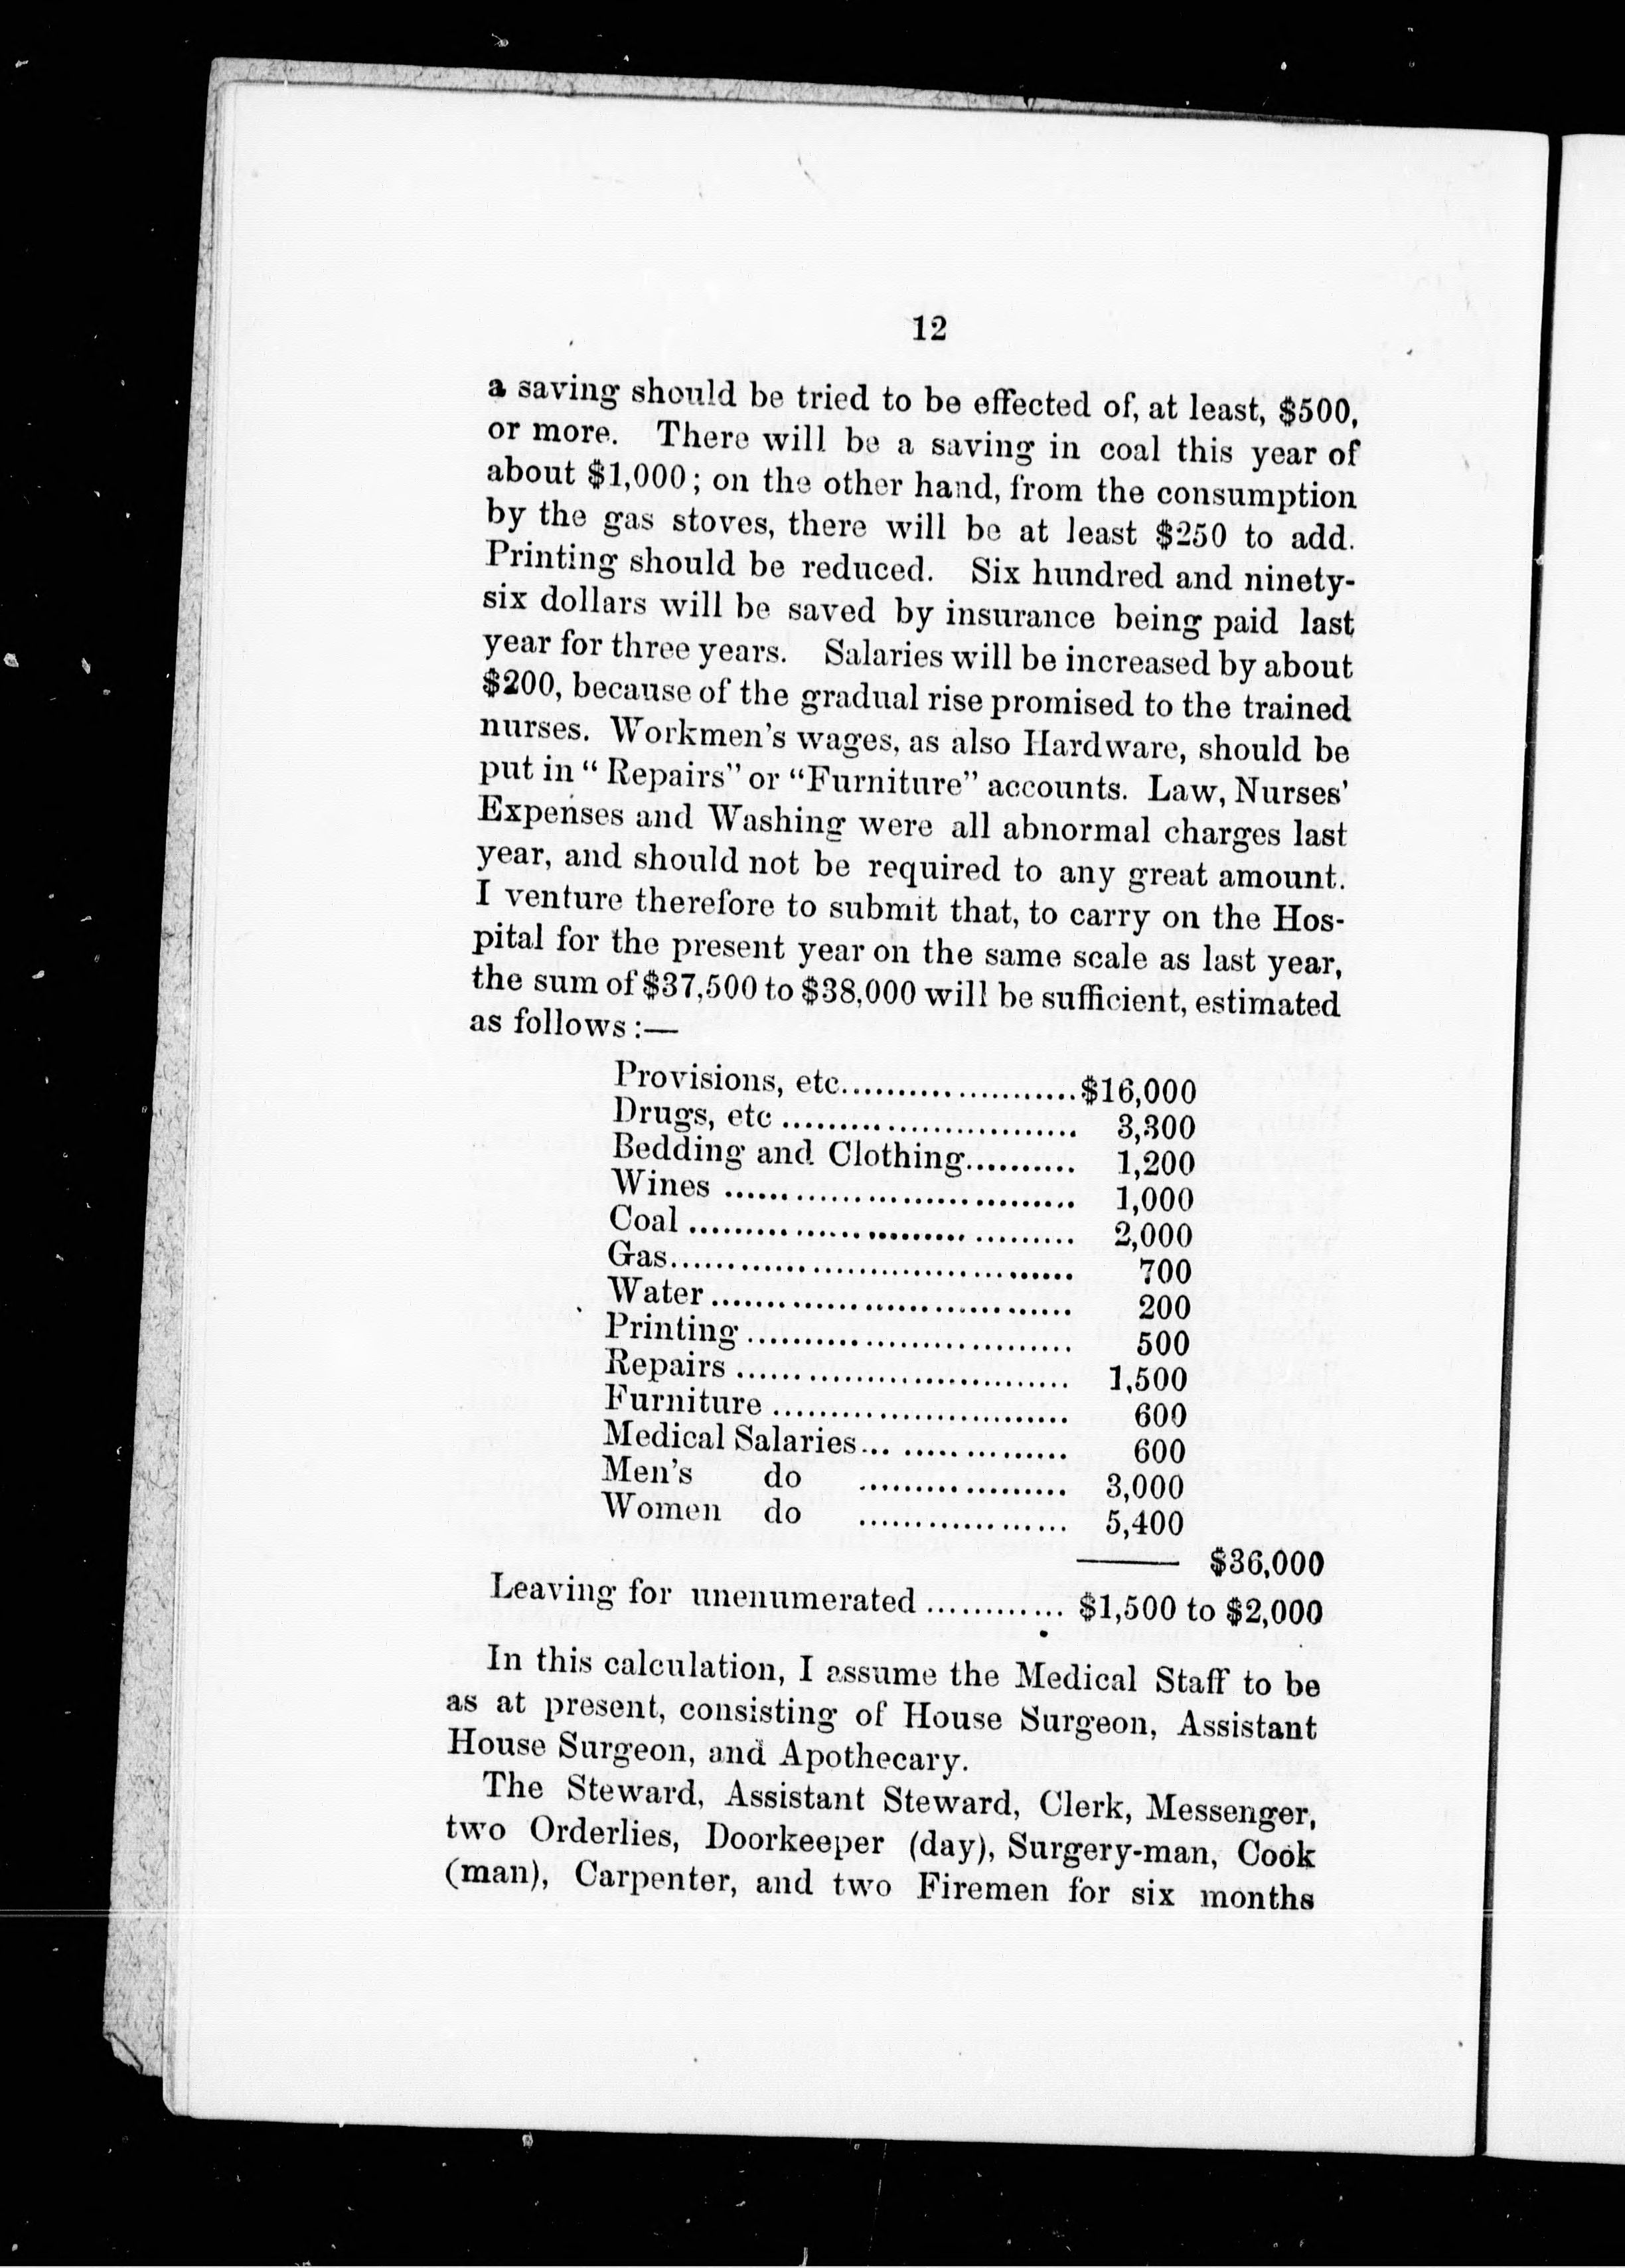 12
a saving should be tried to be effected of, at least, $500,
or more. There will be a saving in coal this year of
about $1,000; on the other hand, from the consumption
by the gas stoves, there will be at least $250 to add.
Printing should be reduced. Six hundred and ninety-
six dollars will be saved by insurance being paid last
year for three years. Salaries will be increased by about
$200, because of the gradual rise promised to the trained
nurses. Workmen's wages, as also Hardware, should be
put in “ Repairs” or “Furniture” accounts. Law, Nurses'
Expenses and Washing were all abnormal charges last
year, and should not be required to any great amount.
I venture therefore to submit that, to carry on the Hos-
pital for the present year on the same scale as last year,
the sum of $37,500 to $38,000 will be sufficient, estimated
as follows:—
Provisions, etc........................$16,000
Drugs, etc ............................. 3,300
Bedding and Clothing........... 1,200
Wines .................................... 1,000
Coal ....................................... 2,000
Gas......................................... 700
Water..................................... 200
Printing................................. 500
Repairs .................................. 1,500
Furniture .............................. 600
Medical Salaries... ............... 600
Men's do ..................... 3,000
Women do ..................... 5,400
——— $36,000
Leaving for unenumerated ............ $1,500 to $2,000
In this calculation, I assume the Medical Staff to be
as at present, consisting of House Surgeon, Assistant
House Surgeon, and Apothecary.
The Steward, Assistant Steward, Clerk, Messenger,
two Orderlies, Doorkeeper (day), Surgery-man, Cook
(man), Carpenter, and two Firemen for six months